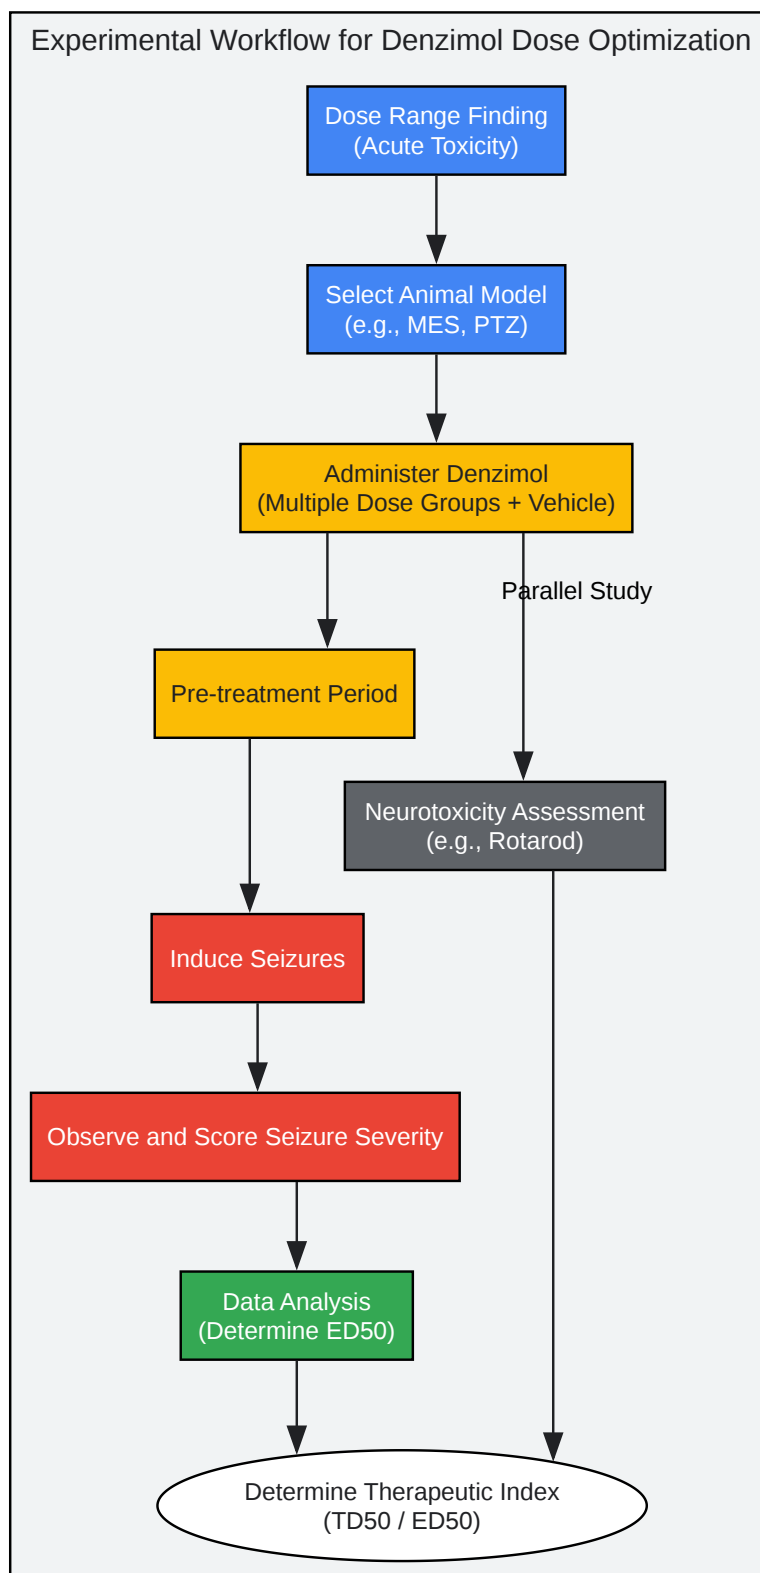 Experimental Workflow for Denzimol Dose Optimization
Dose Range Finding
(Acute Toxicity)
Select Animal Model
(e.g., MES, PTZ)
Administer Denzimol
(Multiple Dose Groups + Vehicle)
Parallel Study
Pre-treatment Period
Neurotoxicity Assessment
(e.g., Rotarod)
Induce Seizures
Observe and Score Seizure Severity
Data Analysis
(Determine ED50)
Determine Therapeutic Index
(TD50 / ED50)